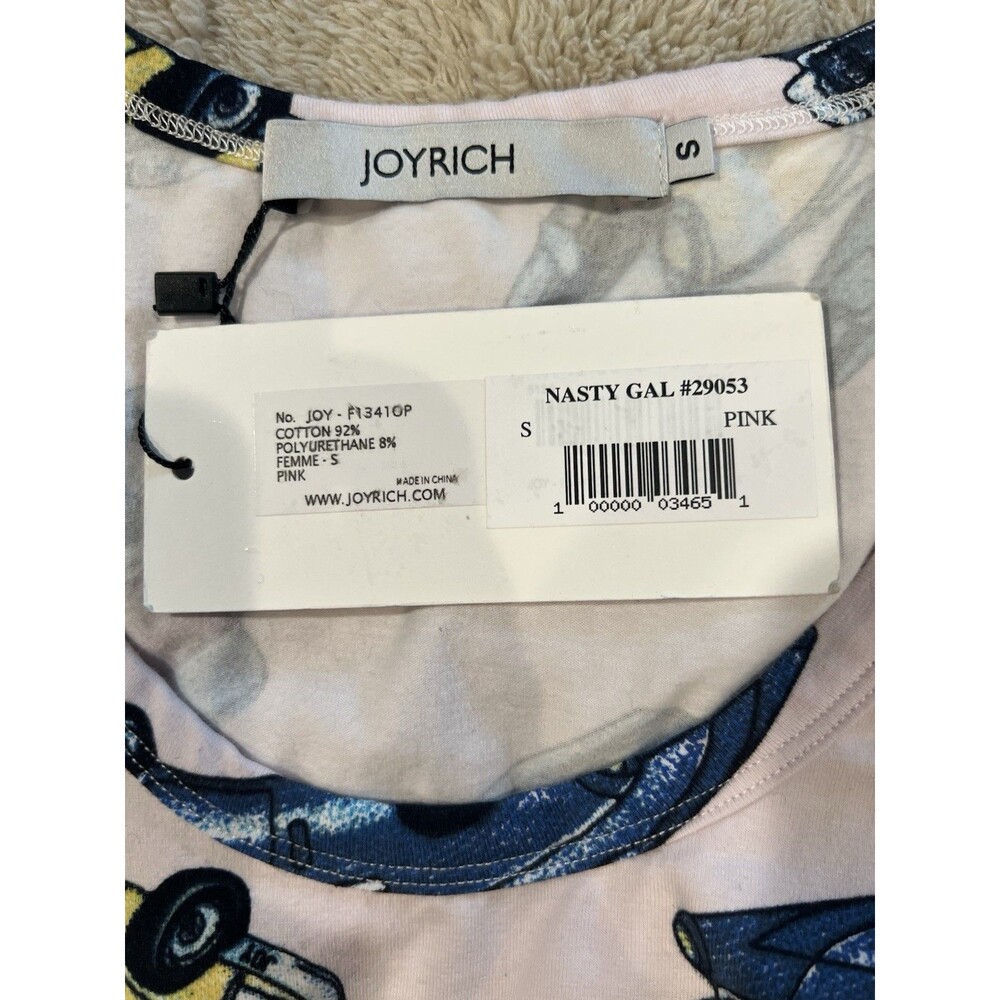 JOYRICH
S
No. JOY - F1341OP
COTTON 92%
POLYURETHANE 8%
FEMME - S
PINK
MADE IN CHINA
WWW.JOYRICH.COM
NASTY GAL #29053
S PINK
1 00000 03465 1
JOY